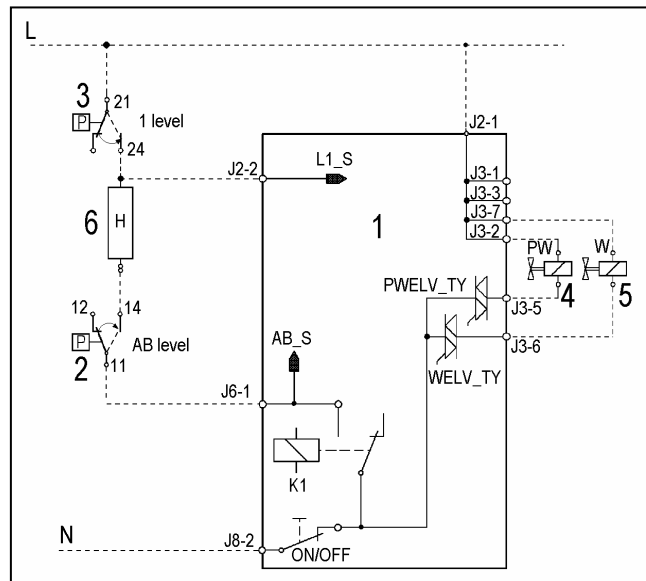 L
3
21
P
1 level
24
J2-1
J2-2
L1_S
J3-1
J3-3
J3-7
J3-2
1
6
H
PW
W
4
5
PWELV_TY
J3-5
12
14
AB_S
P
AB level
J3-6
2
11
WELV_TY
J6-1
K1
N
J8-2
ON/OFF